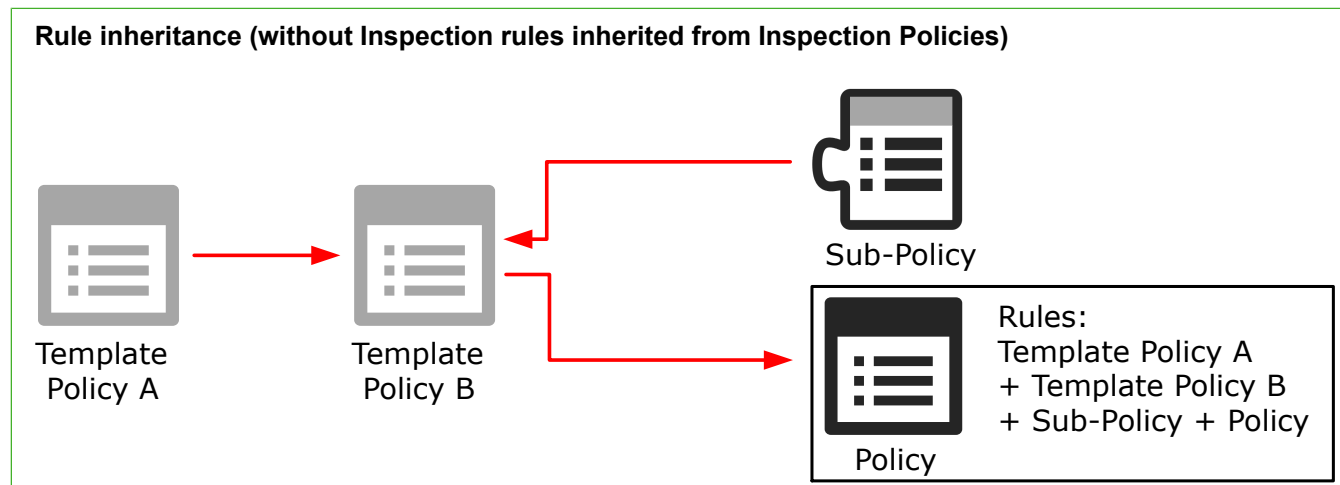 Rule inheritance (without Inspection rules inherited from Inspection Policies)
Template
Policy A
Template
Policy B
Sub-Policy
Policy
Rules:
Template Policy A
+ Template Policy B
+ Sub-Policy + Policy